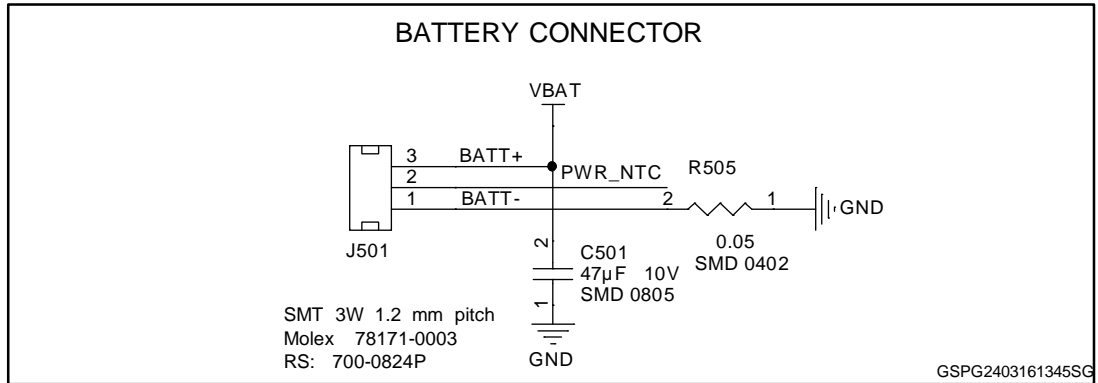 BATTERY CONNECTOR
VBAT
3 BATT+
2 PWR_NTC R505
1 BATT- 2 1 GND
J501
0.05
SMD 0402
2 C501
47µF 10V
SMD 0805
1
SMT 3W 1.2 mm pitch
Molex 78171-0003
RS: 700-0824P
GND
GSPG2403161345SG